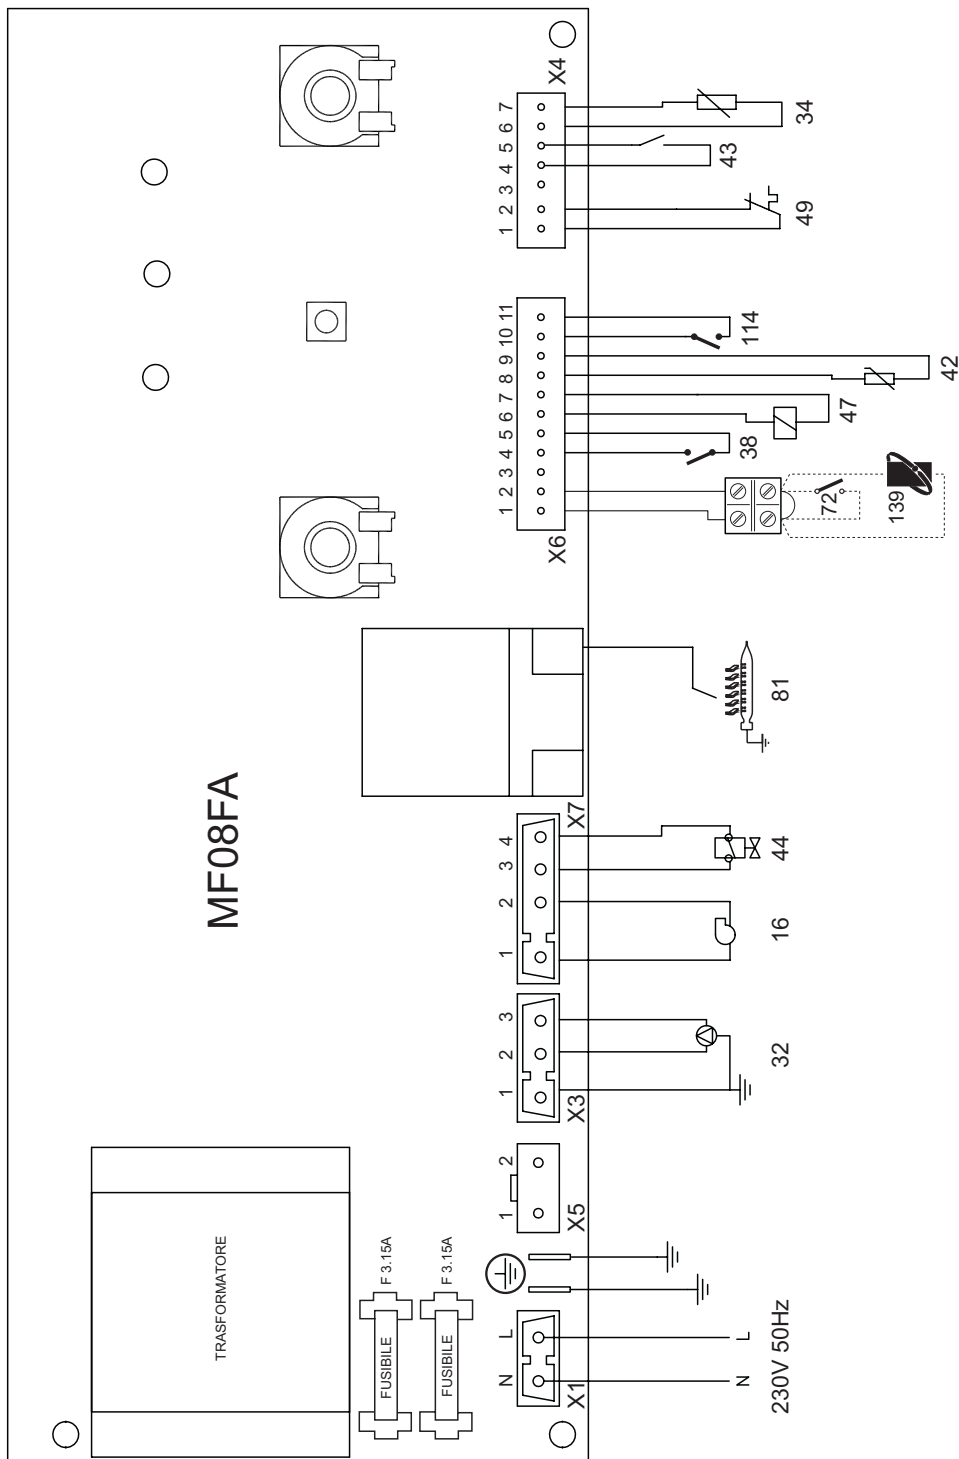 MF08FA
TRASFORMATORE
FUSIBILE
F 3.15A
FUSIBILE
F 3.15A
X1
N L
N L
230V 50Hz
X5
1 2
X3
1 2 3
32
X7
1 2 3 4
16
44
81
X6
1 2 3 4 5 6 7 8 9 10 11
72
139
38
47
42
114
X4
1 2 3 4 5 6 7
49
43
34